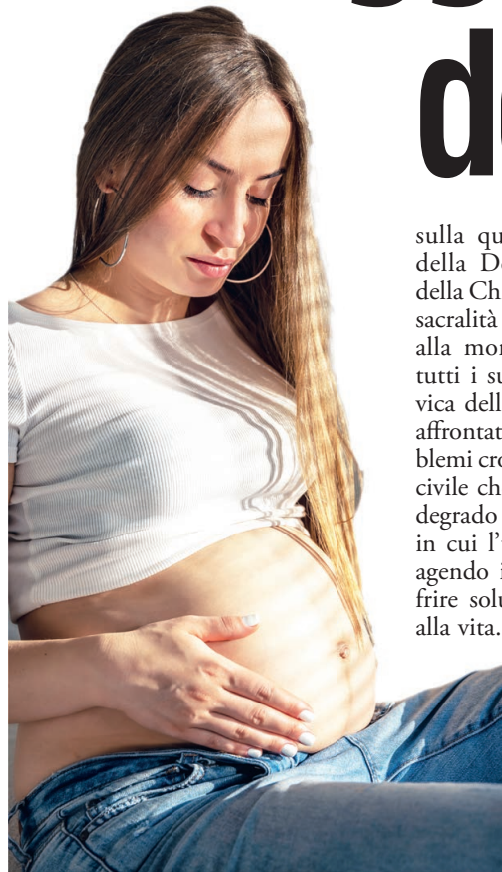 d
sulla qu
della D
della Ch
sacralità
alla mor
tutti i su
vica dell
affrontat
blemi cro
civile ch
degrado
in cui l'
agendo i
frire solu
alla vita.